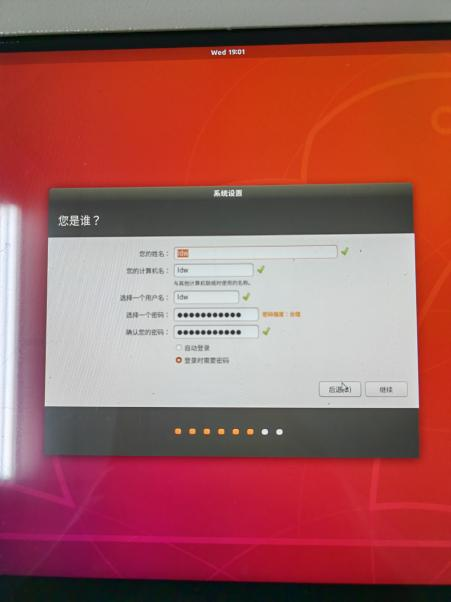 Wed 19:01
系统设置
您是谁？
您的姓名： ldw
您的计算机名： ldw
与其他计算机联络时使用的名称。
选择一个用户名： ldw
选择一个密码： ●●●●●●●●●●● 密码强度：合理
确认您的密码： ●●●●●●●●●●●
自动登录
登录时需要密码
后退(B) 继续